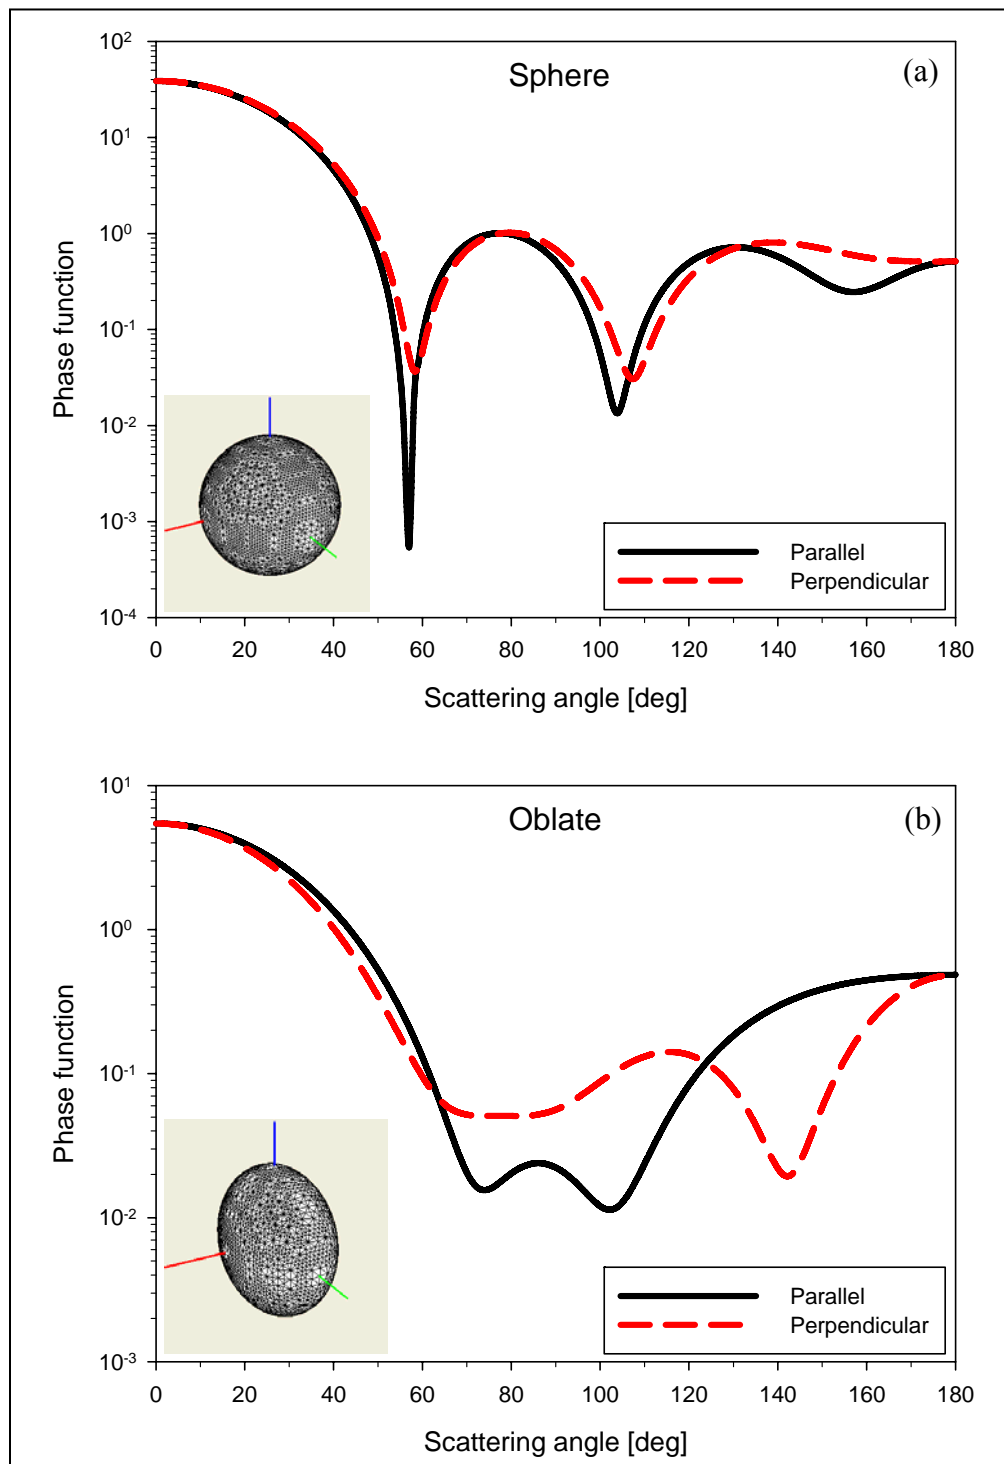 Sphere
(a)
10²
10¹
10⁰
10⁻¹
10⁻²
10⁻³
10⁻⁴
Phase function
Parallel
Perpendicular
0 20 40 60 80 100 120 140 160 180
Scattering angle [deg]
Oblate
(b)
10¹
10⁰
10⁻¹
10⁻²
10⁻³
Phase function
Parallel
Perpendicular
0 20 40 60 80 100 120 140 160 180
Scattering angle [deg]